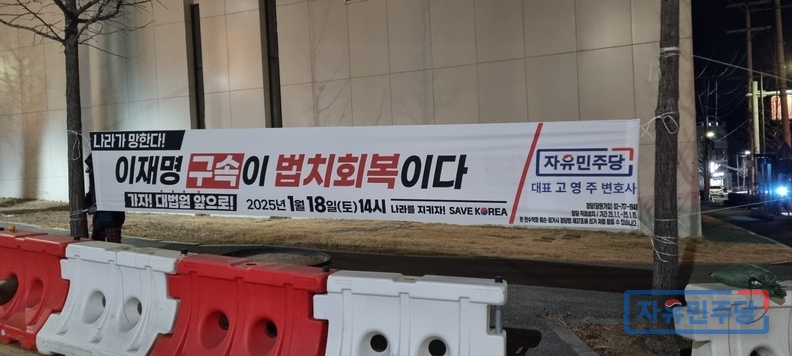 나라가 망한다!
이재명 구속이 법치회복이다
가자! 대법원 앞으로! 2025년 1월 18일(토) 14시 나라를 지키자! SAVE KOREA
자유민주당
대표 고영주 변호사
자유민주당